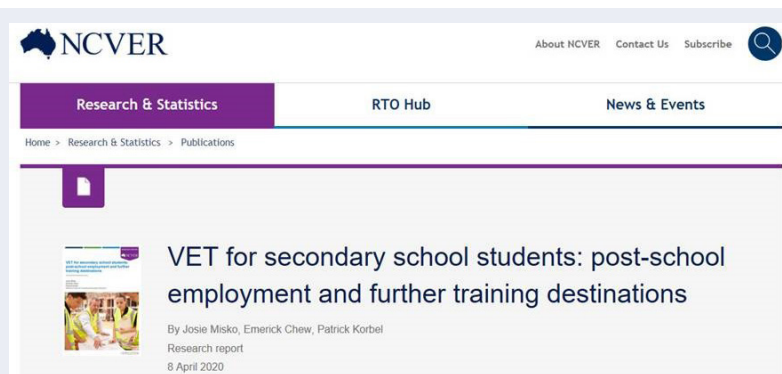 NCVER
About NCVER Contact Us Subscribe
Research & Statistics RTO Hub News & Events
Home > Research & Statistics > Publications
VET for secondary school students: post-school
employment and further training destinations
By Josie Misko, Emerick Chew, Patrick Korbel
Research report
8 April 2020